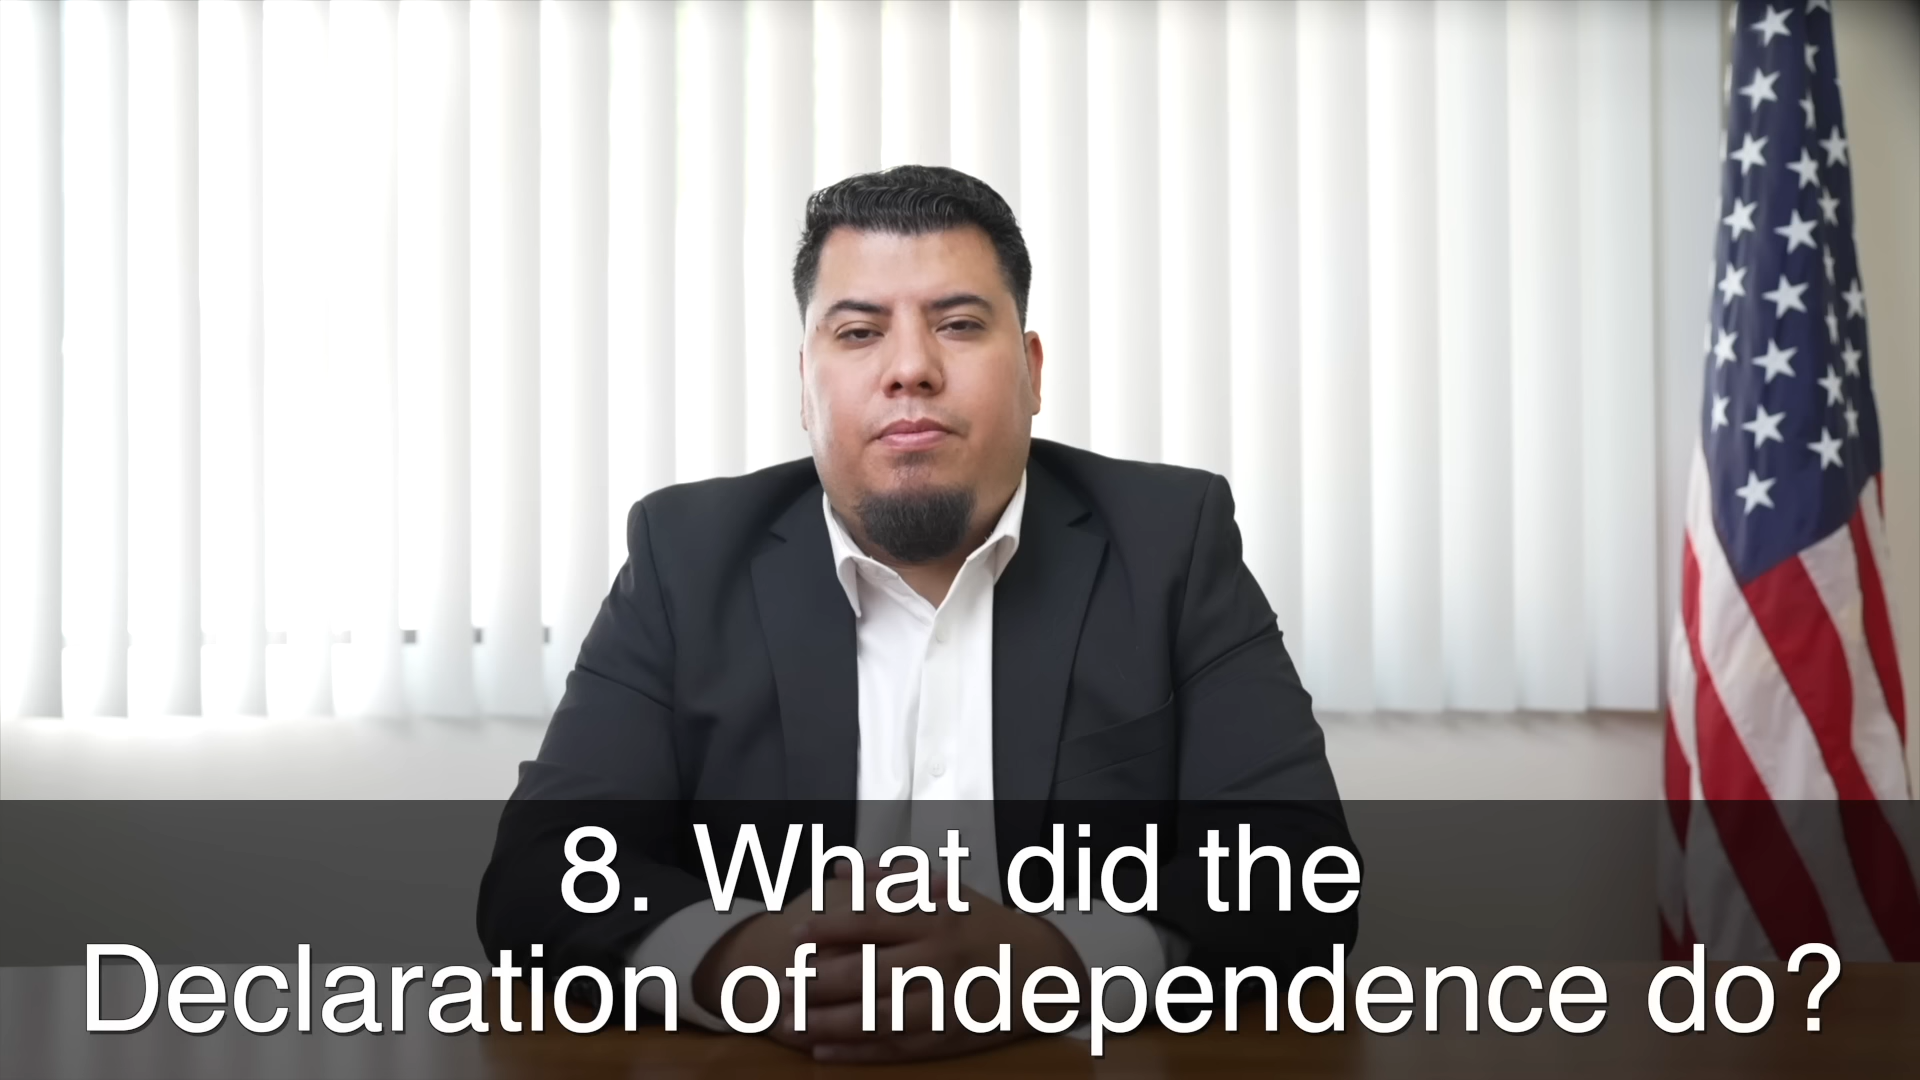 8. What did the
Declaration of Independence do?